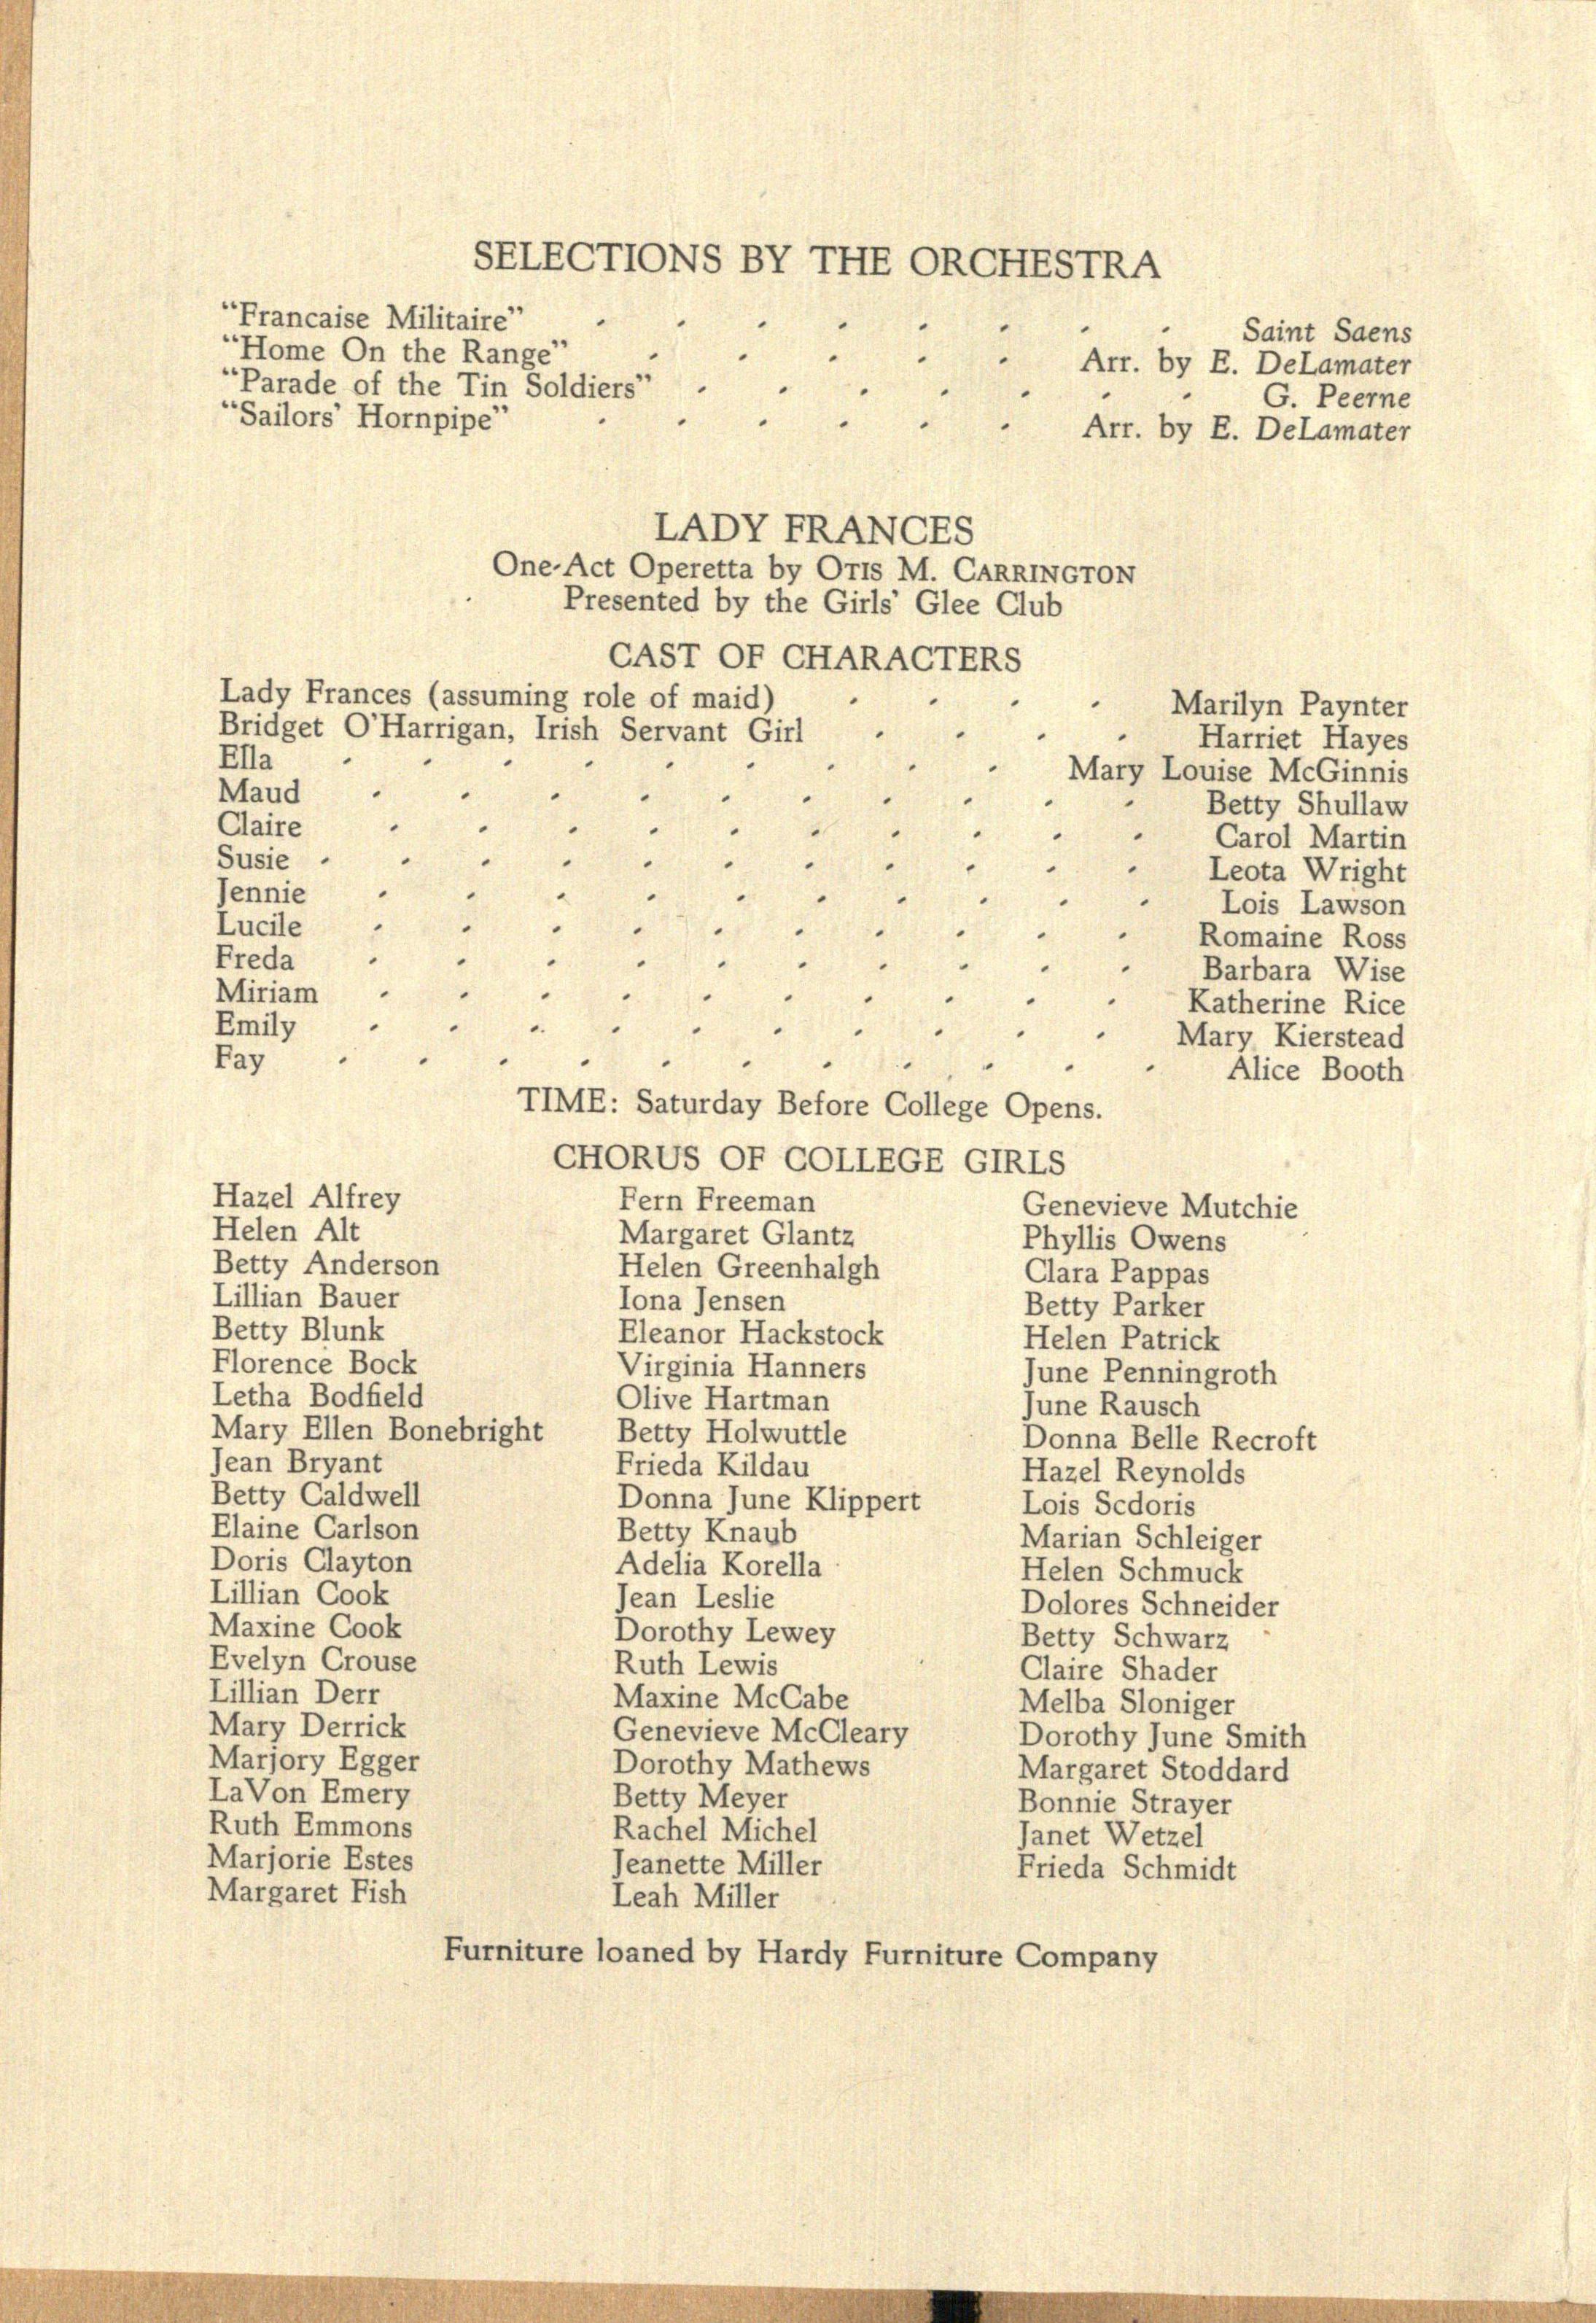 SELECTIONS BY THE ORCHESTRA
"Francaise Militaire" . . . . . . . . Saint Saens
"Home On the Range" . . . . . Arr. by E. DeLamater
"Parade of the Tin Soldiers" . . . . . . . G. Peerne
"Sailors' Hornpipe" . . . . . . Arr. by E. DeLamater
LADY FRANCES
One-Act Operetta by OTIS M. CARRINGTON
Presented by the Girls' Glee Club
CAST OF CHARACTERS
Lady Frances (assuming role of maid) . . . . Marilyn Paynter
Bridget O'Harrigan, Irish Servant Girl . . . . Harriet Hayes
Ella . . . . . . . . . Mary Louise McGinnis
Maud . . . . . . . . . . Betty Shullaw
Claire . . . . . . . . . . Carol Martin
Susie . . . . . . . . . . . Leota Wright
Jennie . . . . . . . . . . Lois Lawson
Lucile . . . . . . . . . . Romaine Ross
Freda . . . . . . . . . . Barbara Wise
Miriam . . . . . . . . . . Katherine Rice
Emily . . . . . . . . . . Mary Kierstead
Fay . . . . . . . . . . . Alice Booth
TIME: Saturday Before College Opens.
CHORUS OF COLLEGE GIRLS
Hazel Alfrey
Helen Alt
Betty Anderson
Lillian Bauer
Betty Blunk
Florence Bock
Letha Bodfield
Mary Ellen Bonebright
Jean Bryant
Betty Caldwell
Elaine Carlson
Doris Clayton
Lillian Cook
Maxine Cook
Evelyn Crouse
Lillian Derr
Mary Derrick
Marjory Egger
LaVon Emery
Ruth Emmons
Marjorie Estes
Margaret Fish
Fern Freeman
Margaret Glantz
Helen Greenhalgh
Iona Jensen
Eleanor Hackstock
Virginia Hanners
Olive Hartman
Betty Holwuttle
Frieda Kildau
Donna June Klippert
Betty Knaub
Adelia Korella
Jean Leslie
Dorothy Lewey
Ruth Lewis
Maxine McCabe
Genevieve McCleary
Dorothy Mathews
Betty Meyer
Rachel Michel
Jeanette Miller
Leah Miller
Genevieve Mutchie
Phyllis Owens
Clara Pappas
Betty Parker
Helen Patrick
June Penningroth
June Rausch
Donna Belle Recroft
Hazel Reynolds
Lois Scdoris
Marian Schleiger
Helen Schmuck
Dolores Schneider
Betty Schwarz
Claire Shader
Melba Sloniger
Dorothy June Smith
Margaret Stoddard
Bonnie Strayer
Janet Wetzel
Frieda Schmidt
Furniture loaned by Hardy Furniture Company